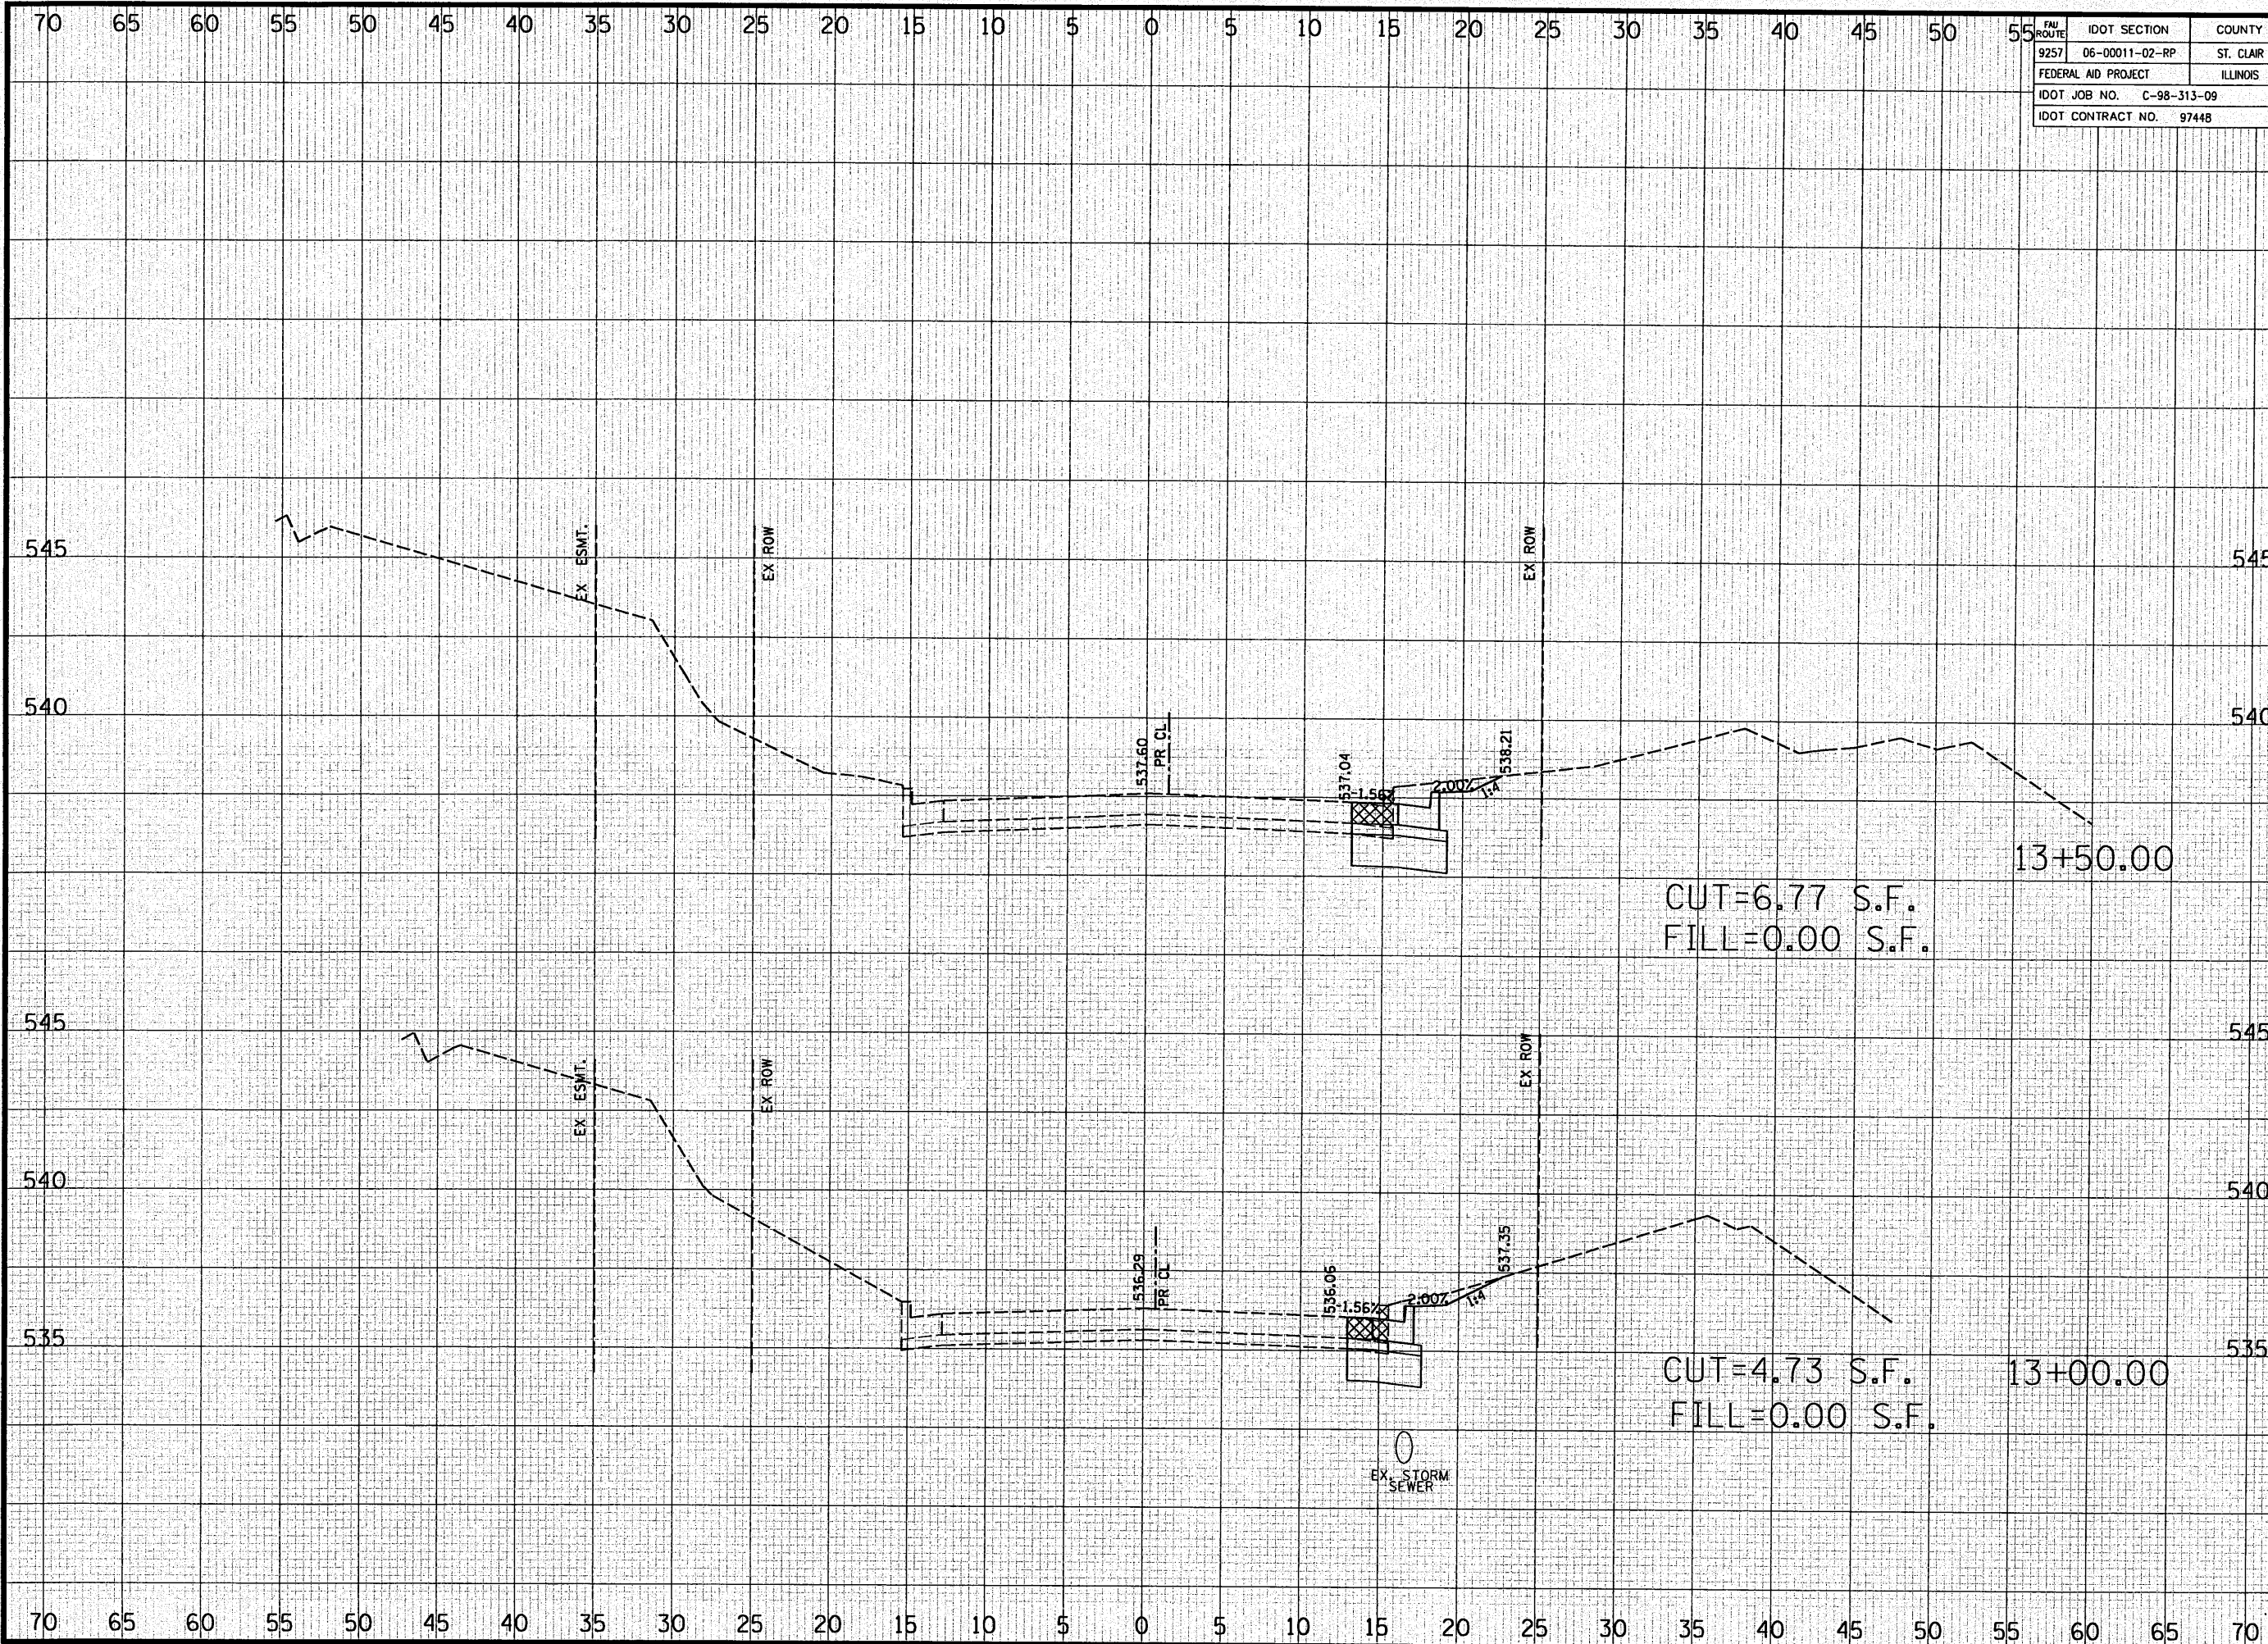 70 65 60 55 50 45 40 35 30 25 20 15 10 5 0 5 10 15 20 25 30 35 40 45 50 55
FAU ROUTE IDOT SECTION COUNTY
9257 06-00011-02-RP ST. CLAIR
FEDERAL AID PROJECT ILLINOIS
IDOT JOB NO. C-98-313-09
IDOT CONTRACT NO. 97448
545 EX ESMT. EX ROW EX ROW 545
540 540
537.60
PR CL
537.04
-1.56%
2.00%
1:4
538.21
13+50.00
CUT=6.77 S.F.
FILL=0.00 S.F.
545 545
EX ESMT. EX ROW EX ROW
540 540
536.29
PR CL
536.06
-1.56%
2.00%
1:4
537.35
535 535
CUT=4.73 S.F. 13+00.00
FILL=0.00 S.F.
EX. STORM
SEWER
70 65 60 55 50 45 40 35 30 25 20 15 10 5 0 5 10 15 20 25 30 35 40 45 50 55 60 65 70